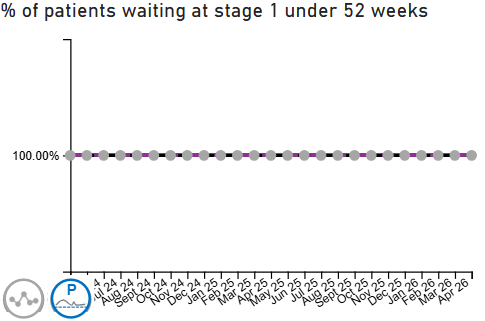 % of patients waiting at stage 1 under 52 weeks
100.00%
Aug 24
Sept 24
Oct 24
Nov 24
Dec 24
Jan 25
Feb 25
Mar 25
Apr 25
May 25
Jun 25
Jul 25
Aug 25
Sept 25
Oct 25
Nov 25
Dec 25
Jan 26
Feb 26
Mar 26
Apr 26
P